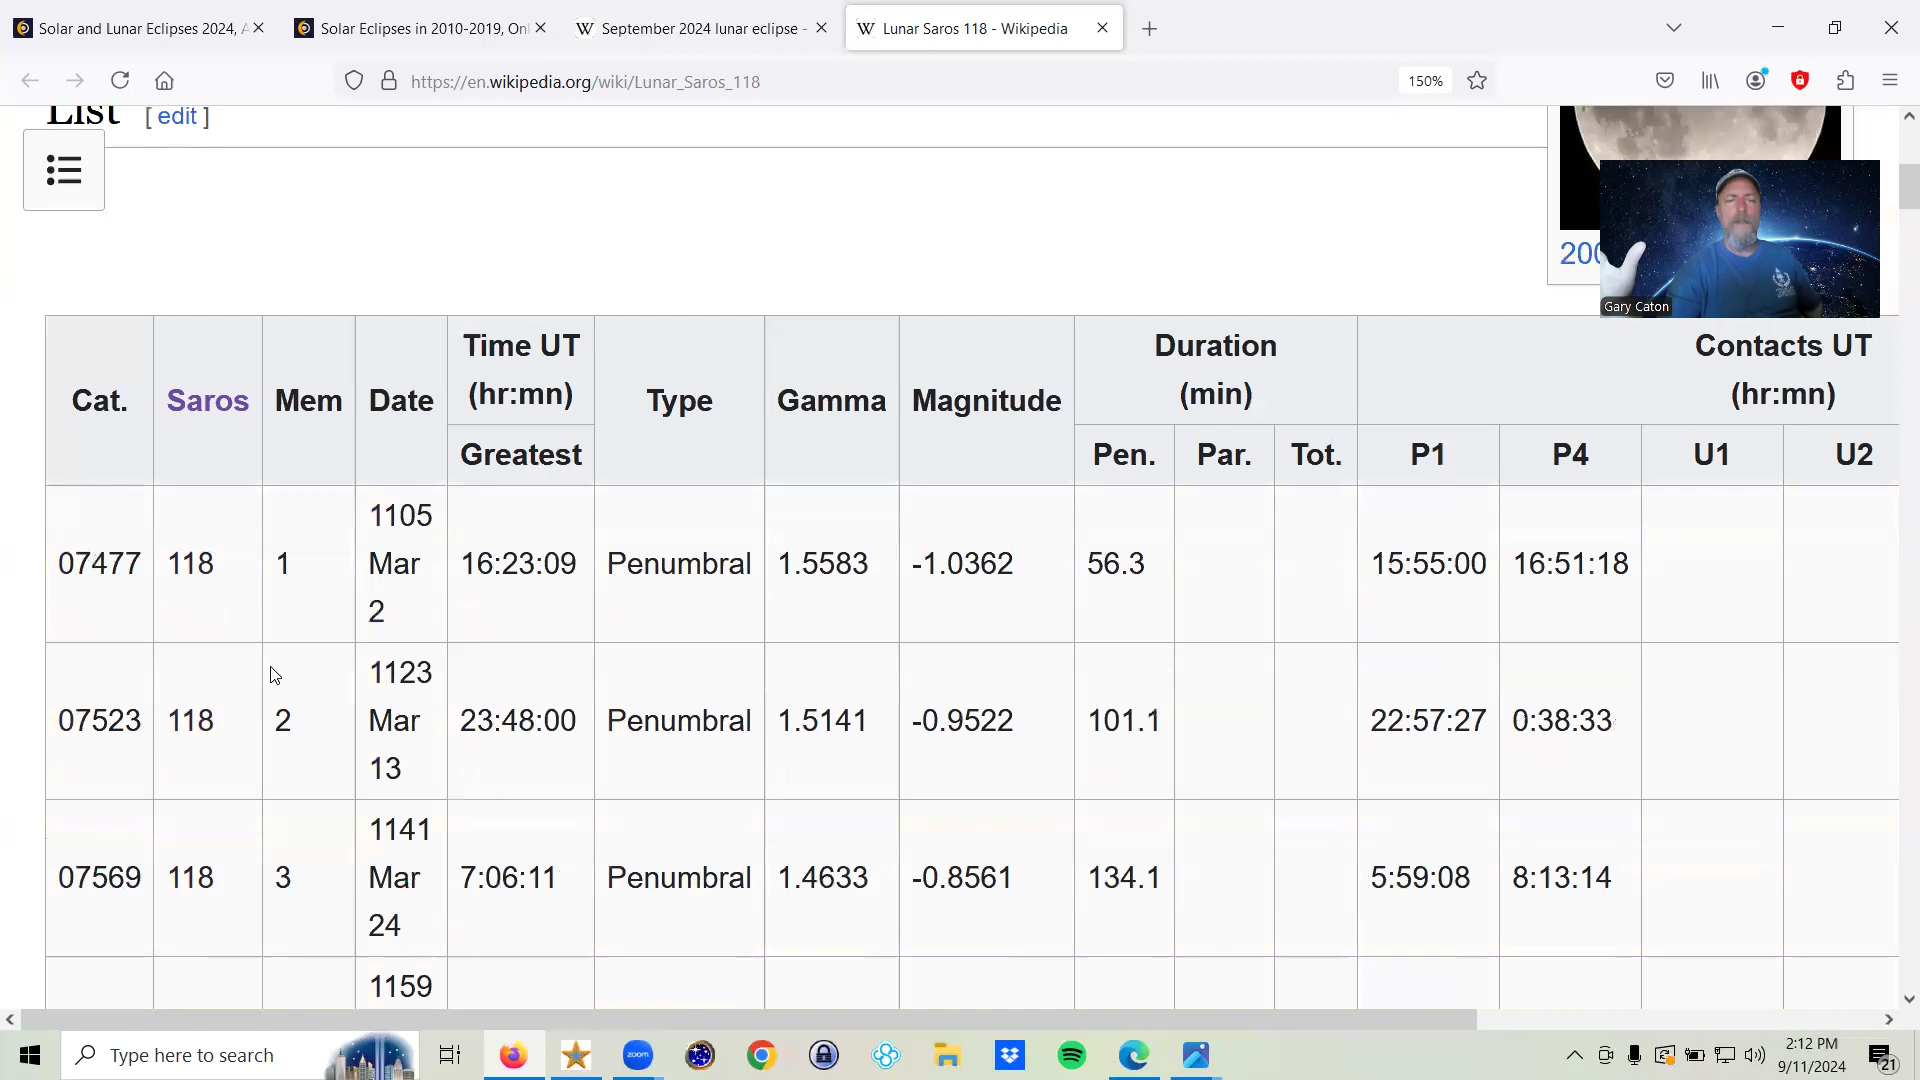 Solar and Lunar Eclipses 2024, A
Solar Eclipses in 2010-2019, Onl
September 2024 lunar eclipse -
Lunar Saros 118 - Wikipedia
https://en.wikipedia.org/wiki/Lunar_Saros_118
150%
List [ edit ]
200
Gary Caton
Cat. Saros Mem Date Time UT (hr:mn) Type Gamma Magnitude Duration (min) Contacts UT (hr:mn)
Greatest Pen. Par. Tot. P1 P4 U1 U2
07477 118 1 1105 Mar 2 16:23:09 Penumbral 1.5583 -1.0362 56.3 15:55:00 16:51:18
07523 118 2 1123 Mar 13 23:48:00 Penumbral 1.5141 -0.9522 101.1 22:57:27 0:38:33
07569 118 3 1141 Mar 24 7:06:11 Penumbral 1.4633 -0.8561 134.1 5:59:08 8:13:14
1159
Type here to search
zoom
2:12 PM
9/11/2024
21